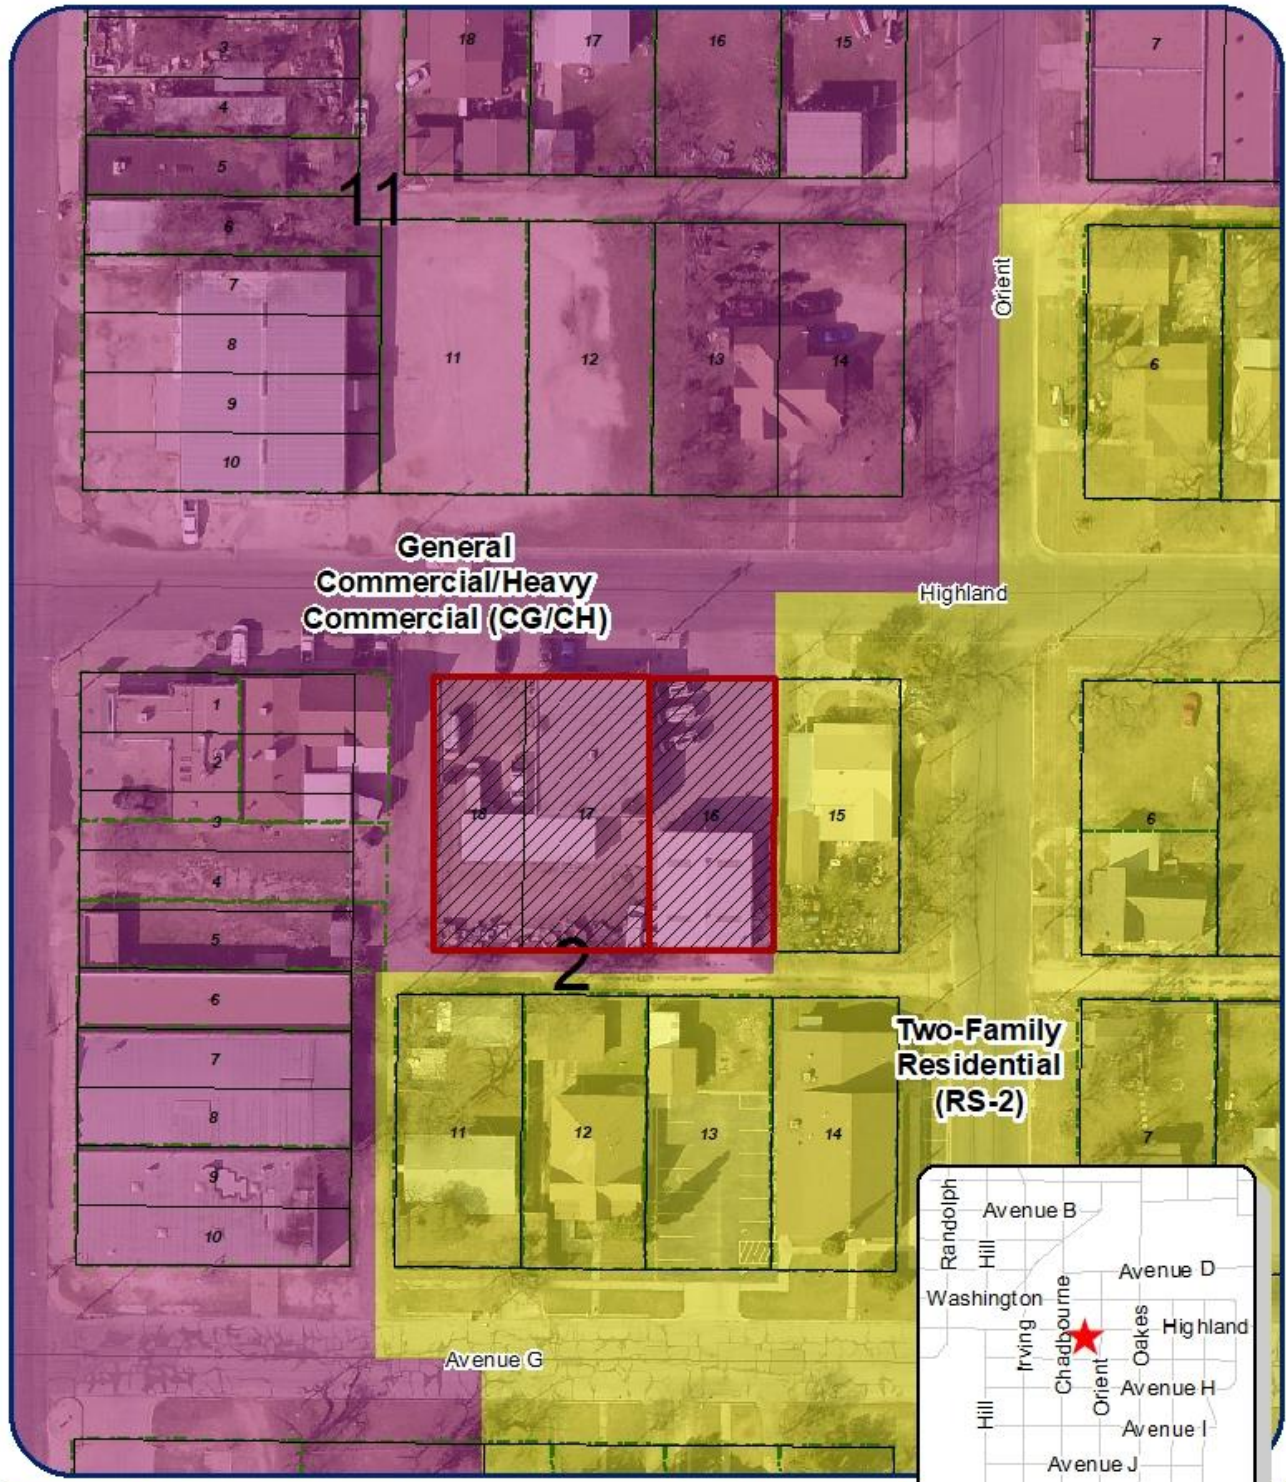 3
18
17
16
15
7
4
5
11
6
7
8
9
10
11
12
13
14
Orient
6
General
Commercial/Heavy
Commercial (CG/CH)
Highland
1
2
3
4
5
18
17
16
15
6
2
6
7
8
9
10
11
12
13
14
Two-Family
Residential
(RS-2)
7
Avenue G
Randolph
Hill
Avenue B
Avenue D
Washington
Irving
Chadbourne
Oakes
Highland
Orient
Avenue H
Hill
Avenue I
Avenue J